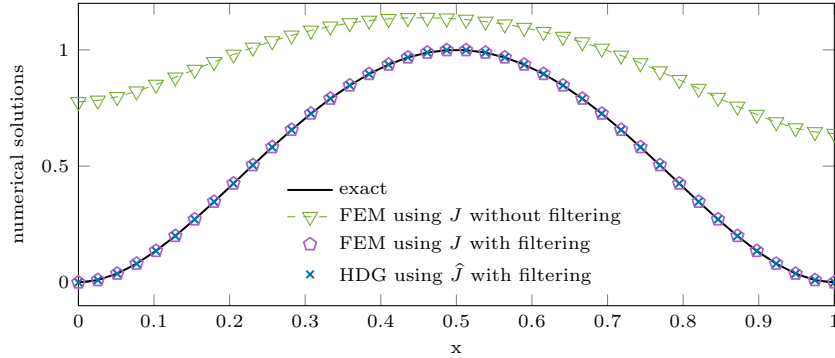 1
0.5
0
numerical solutions
exact
FEM using J without filtering
FEM using J with filtering
HDG using Ĵ with filtering
0 0.1 0.2 0.3 0.4 0.5 0.6 0.7 0.8 0.9 1
x